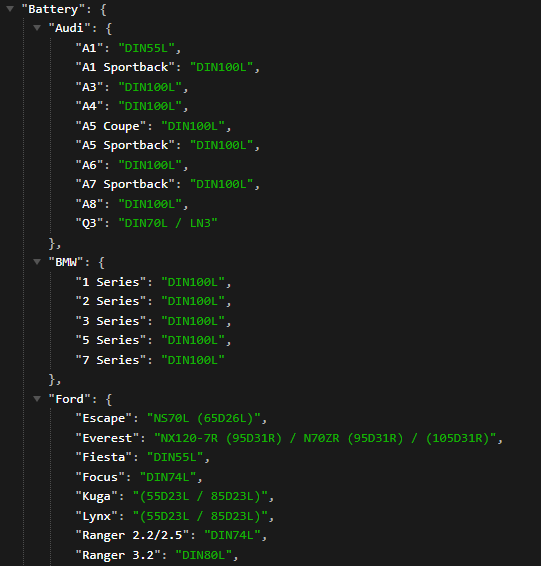 "Battery": {
"Audi": {
"A1": "DIN55L",
"A1 Sportback": "DIN100L",
"A3": "DIN100L",
"A4": "DIN100L",
"A5 Coupe": "DIN100L",
"A5 Sportback": "DIN100L",
"A6": "DIN100L",
"A7 Sportback": "DIN100L",
"A8": "DIN100L",
"Q3": "DIN70L / LN3"
},
"BMW": {
"1 Series": "DIN100L",
"2 Series": "DIN100L",
"3 Series": "DIN100L",
"5 Series": "DIN100L",
"7 Series": "DIN100L"
},
"Ford": {
"Escape": "NS70L (65D26L)",
"Everest": "NX120-7R (95D31R) / N70ZR (95D31R) / (105D31R)",
"Fiesta": "DIN55L",
"Focus": "DIN74L",
"Kuga": "(55D23L / 85D23L)",
"Lynx": "(55D23L / 85D23L)",
"Ranger 2.2/2.5": "DIN74L",
"Ranger 3.2": "DIN80L",